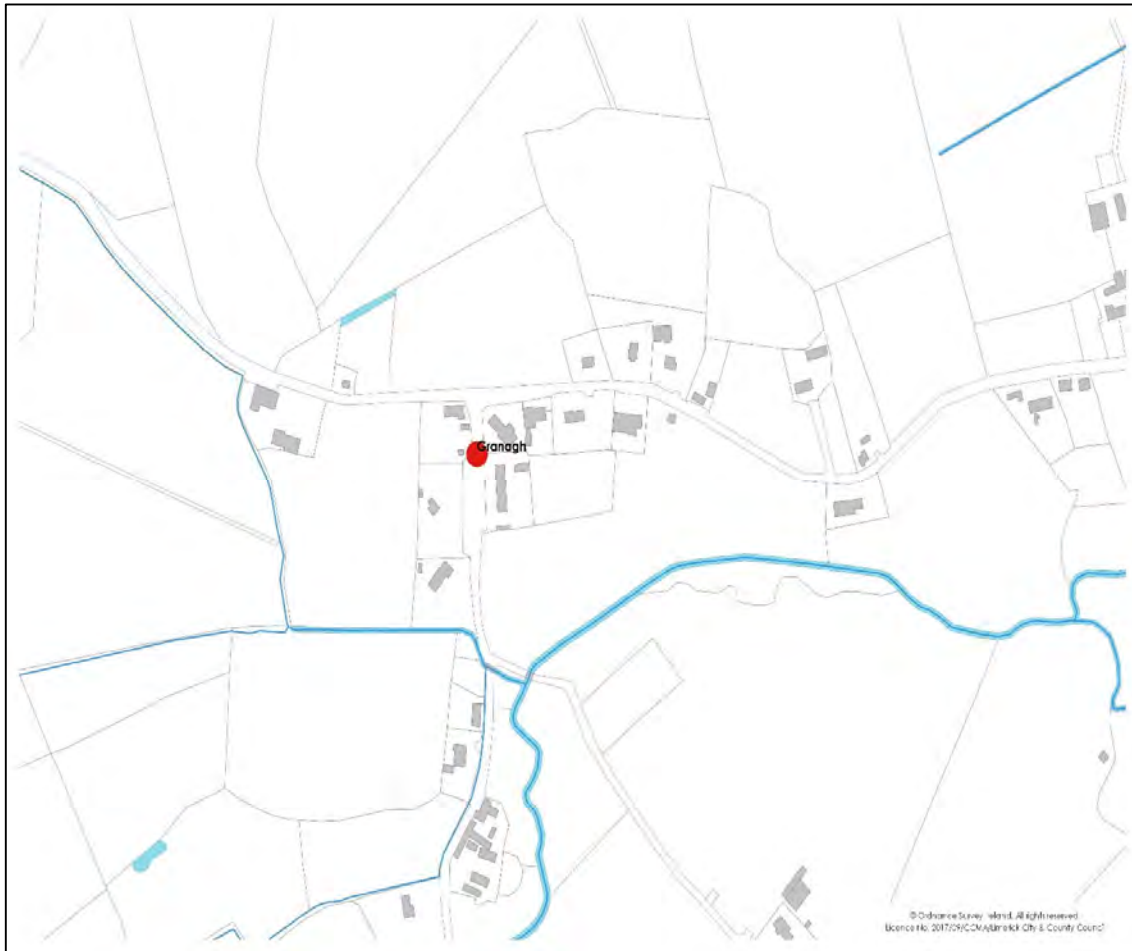 Granagh
© Ordnance Survey Ireland. All rights reserved
Licence No. 2017/09/CCMA/Limerick City & County Council